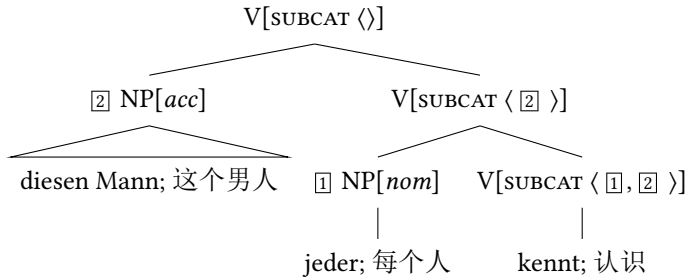 V[SUBCAT ⟨⟩]
2 NP[acc] V[SUBCAT ⟨ 2 ⟩]
diesen Mann; 这个男人 1 NP[nom] V[SUBCAT ⟨ 1, 2 ⟩]
jeder; 每个人 kennt; 认识